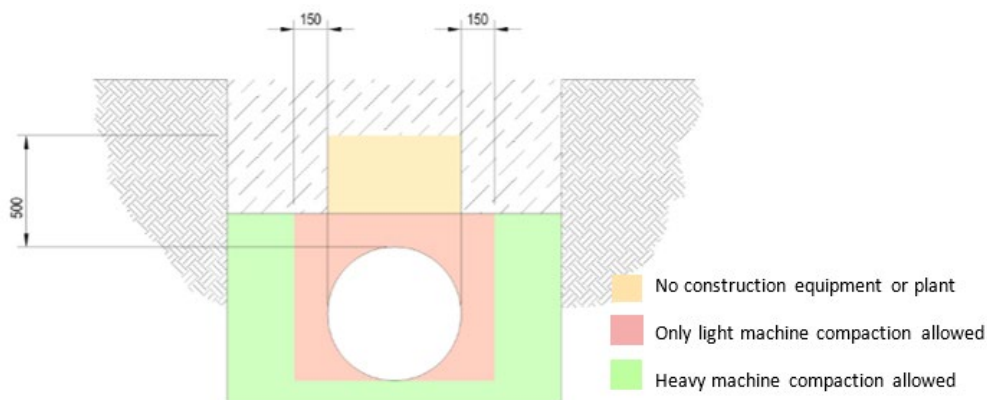 150
150
500
No construction equipment or plant
Only light machine compaction allowed
Heavy machine compaction allowed